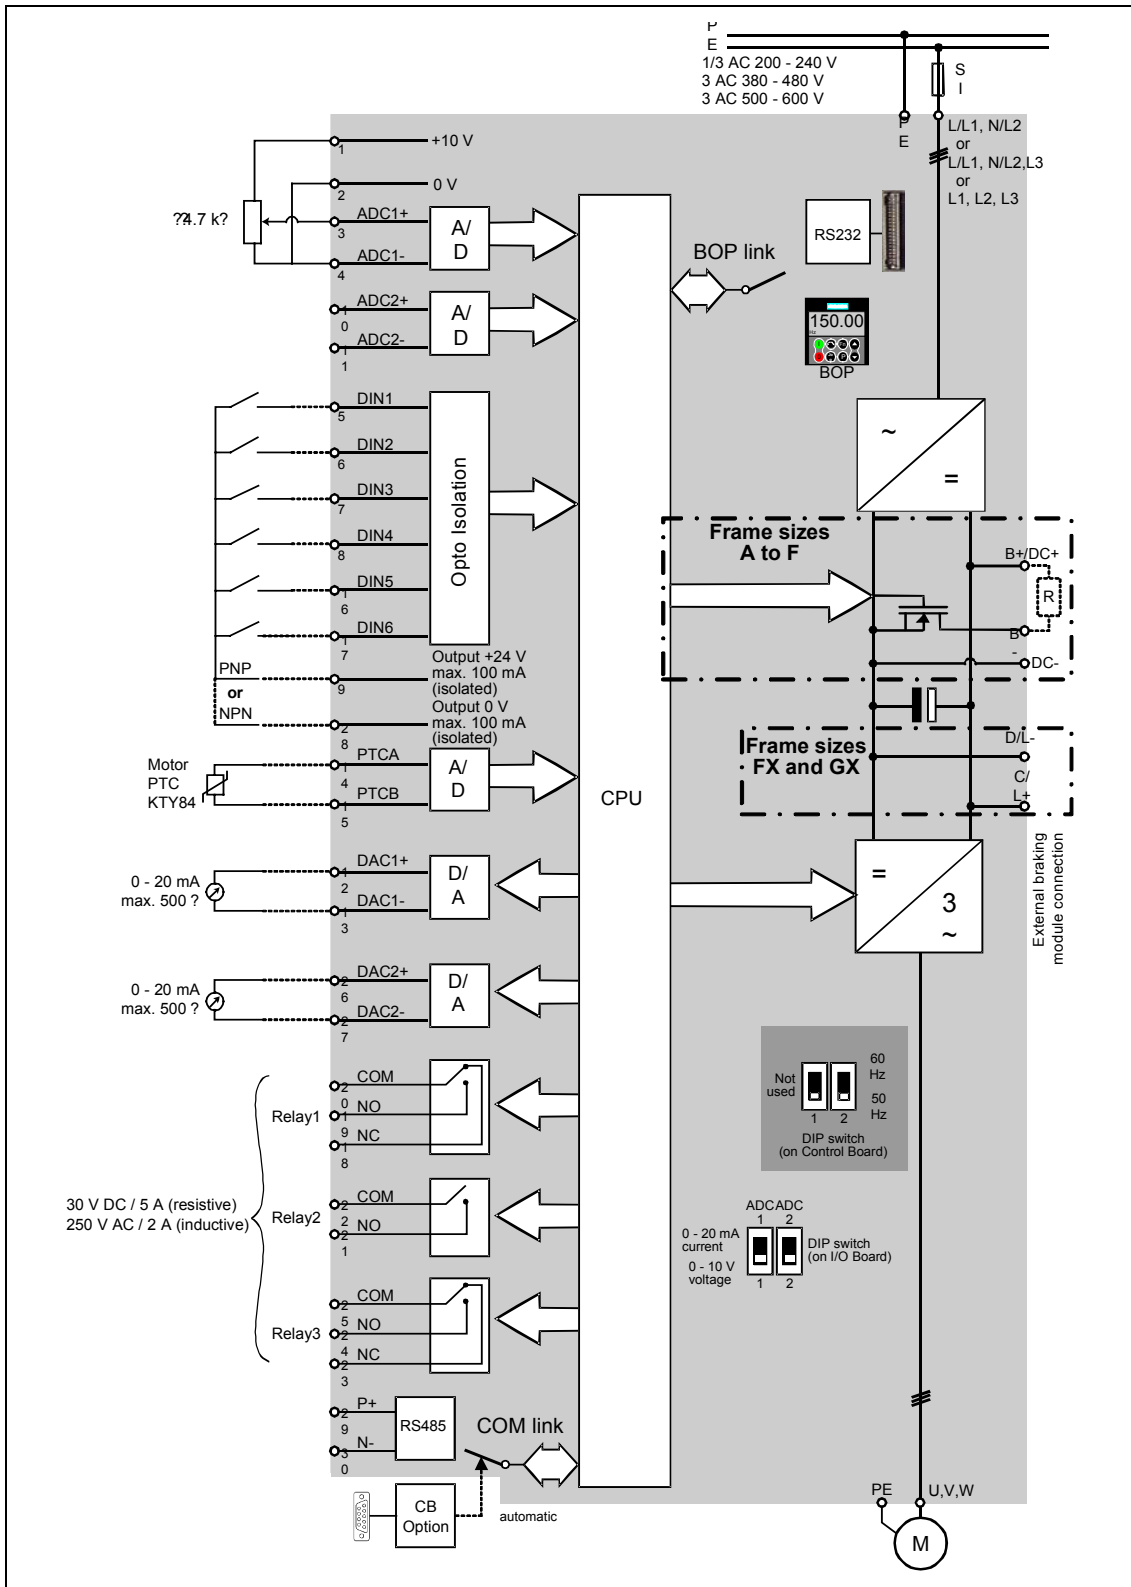 P
E
1/3 AC 200 - 240 V
3 AC 380 - 480 V
3 AC 500 - 600 V
S
I
P
E
L/L1, N/L2
or
L/L1, N/L2,L3
or
L1, L2, L3
+10 V
1
0 V
2
4.7 k?
ADC1+
3
ADC1-
4
A/
D
ADC2+
1
0
ADC2-
1
1
A/
D
BOP link
RS232
150.00
Hz
BOP
DIN1
5
DIN2
6
DIN3
7
DIN4
8
DIN5
1
6
DIN6
1
7
Opto Isolation
~
=
Frame sizes
A to F
B+/DC+
R
B
-
DC-
PNP
or
NPN
9
Output +24 V
max. 100 mA
(isolated)
Output 0 V
max. 100 mA
(isolated)
2
8
Frame sizes
FX and GX
D/L-
C/
L+
Motor
PTC
KTY84
PTCA
1
4
PTCB
1
5
A/
D
CPU
External braking
module connection
0 - 20 mA
max. 500 ?
DAC1+
1
2
DAC1-
1
3
D/
A
=
3
~
0 - 20 mA
max. 500 ?
DAC2+
2
6
DAC2-
2
7
D/
A
Not
used
60
Hz
50
Hz
1
2
DIP switch
(on Control Board)
30 V DC / 5 A (resistive)
250 V AC / 2 A (inductive)
Relay1
COM
2
0
NO
1
9
NC
1
8
Relay2
COM
2
2
NO
2
1
ADC ADC
1 2
0 - 20 mA
current
0 - 10 V
voltage
1
2
DIP switch
(on I/O Board)
Relay3
COM
2
5
NO
2
4
NC
2
3
P+
2
9
N-
3
0
RS485
COM link
CB
Option
automatic
PE
U,V,W
M